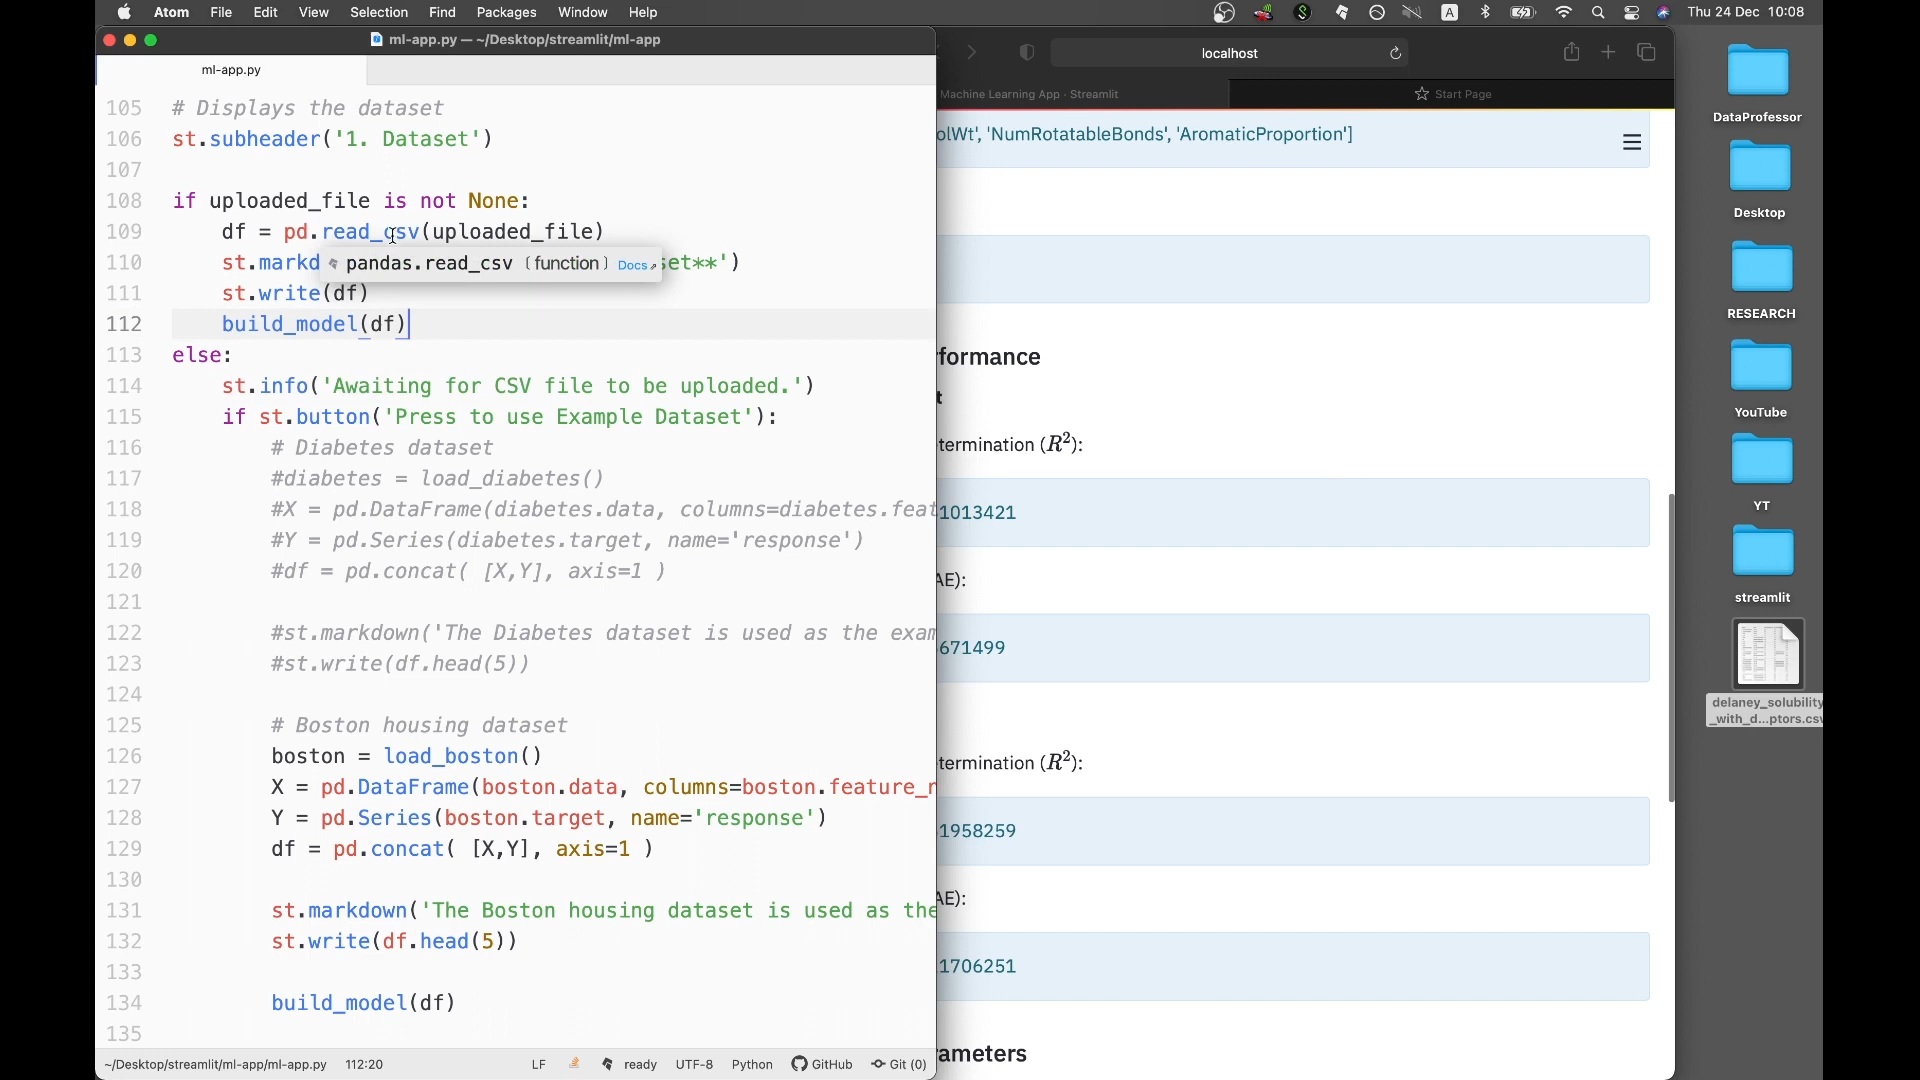 Atom File Edit View Selection Find Packages Window Help
A
Thu 24 Dec 10:08
ml-app.py — ~/Desktop/streamlit/ml-app
ml-app.py
105 # Displays the dataset
106 st.subheader('1. Dataset')
107
108 if uploaded_file is not None:
109 df = pd.read_csv(uploaded_file)
110 st.markd
set**')
pandas.read_csv (function) Docs
111 st.write(df)
112 build_model(df)
113 else:
114 st.info('Awaiting for CSV file to be uploaded.')
115 if st.button('Press to use Example Dataset'):
116 # Diabetes dataset
117 #diabetes = load_diabetes()
118 #X = pd.DataFrame(diabetes.data, columns=diabetes.feat
119 #Y = pd.Series(diabetes.target, name='response')
120 #df = pd.concat( [X,Y], axis=1 )
121
122 #st.markdown('The Diabetes dataset is used as the exam
123 #st.write(df.head(5))
124
125 # Boston housing dataset
126 boston = load_boston()
127 X = pd.DataFrame(boston.data, columns=boston.feature_n
128 Y = pd.Series(boston.target, name='response')
129 df = pd.concat( [X,Y], axis=1 )
130
131 st.markdown('The Boston housing dataset is used as the
132 st.write(df.head(5))
133
134 build_model(df)
135
~/Desktop/streamlit/ml-app/ml-app.py 112:20 LF ready UTF-8 Python GitHub Git (0)
localhost
Machine Learning App · Streamlit
Start Page
olWt', 'NumRotatableBonds', 'AromaticProportion']
formance
t
termination (R²):
1013421
AE):
671499
termination (R²):
1958259
AE):
1706251
ameters
DataProfessor
Desktop
RESEARCH
YouTube
YT
streamlit
delaney_solubility
_with_d...ptors.csv